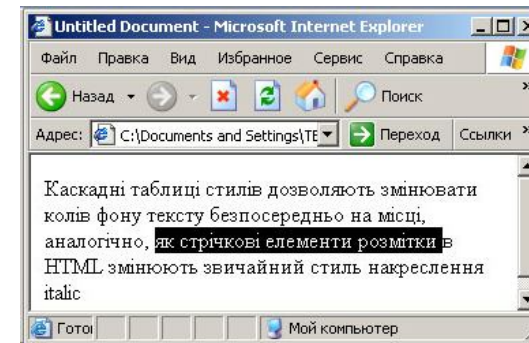 Untitled Document - Microsoft Internet Explorer
Файл Правка Вид Избранное Сервис Справка
Назад Поиск
Адрес: C:\Documents and Settings\TE Переход Ссылки
Каскадні таблиці стилів дозволяють змінювати
колів фону тексту безпосередньо на місці,
аналогічно, як стрічкові елементи розмітки в
HTML змінюють звичайний стиль накреслення
italic
Мой компьютер